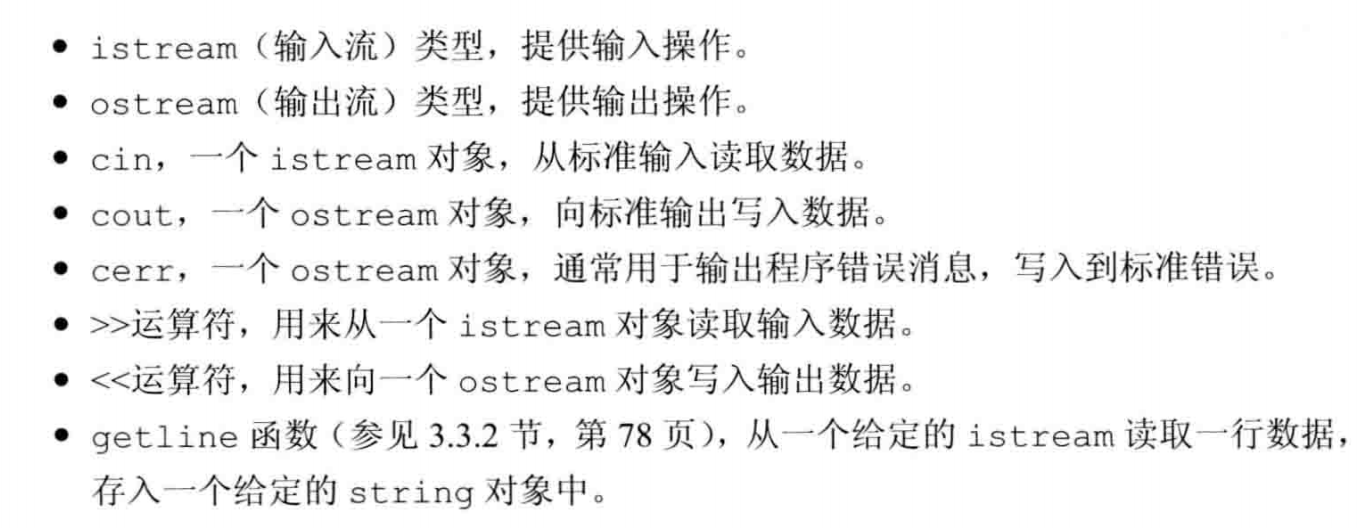 • istream（输入流）类型，提供输入操作。
• ostream（输出流）类型，提供输出操作。
• cin，一个 istream 对象，从标准输入读取数据。
• cout，一个 ostream 对象，向标准输出写入数据。
• cerr，一个 ostream 对象，通常用于输出程序错误消息，写入到标准错误。
• >>运算符，用来从一个 istream 对象读取输入数据。
• <<运算符，用来向一个 ostream 对象写入输出数据。
• getline 函数（参见 3.3.2 节，第 78 页），从一个给定的 istream 读取一行数据，
存入一个给定的 string 对象中。